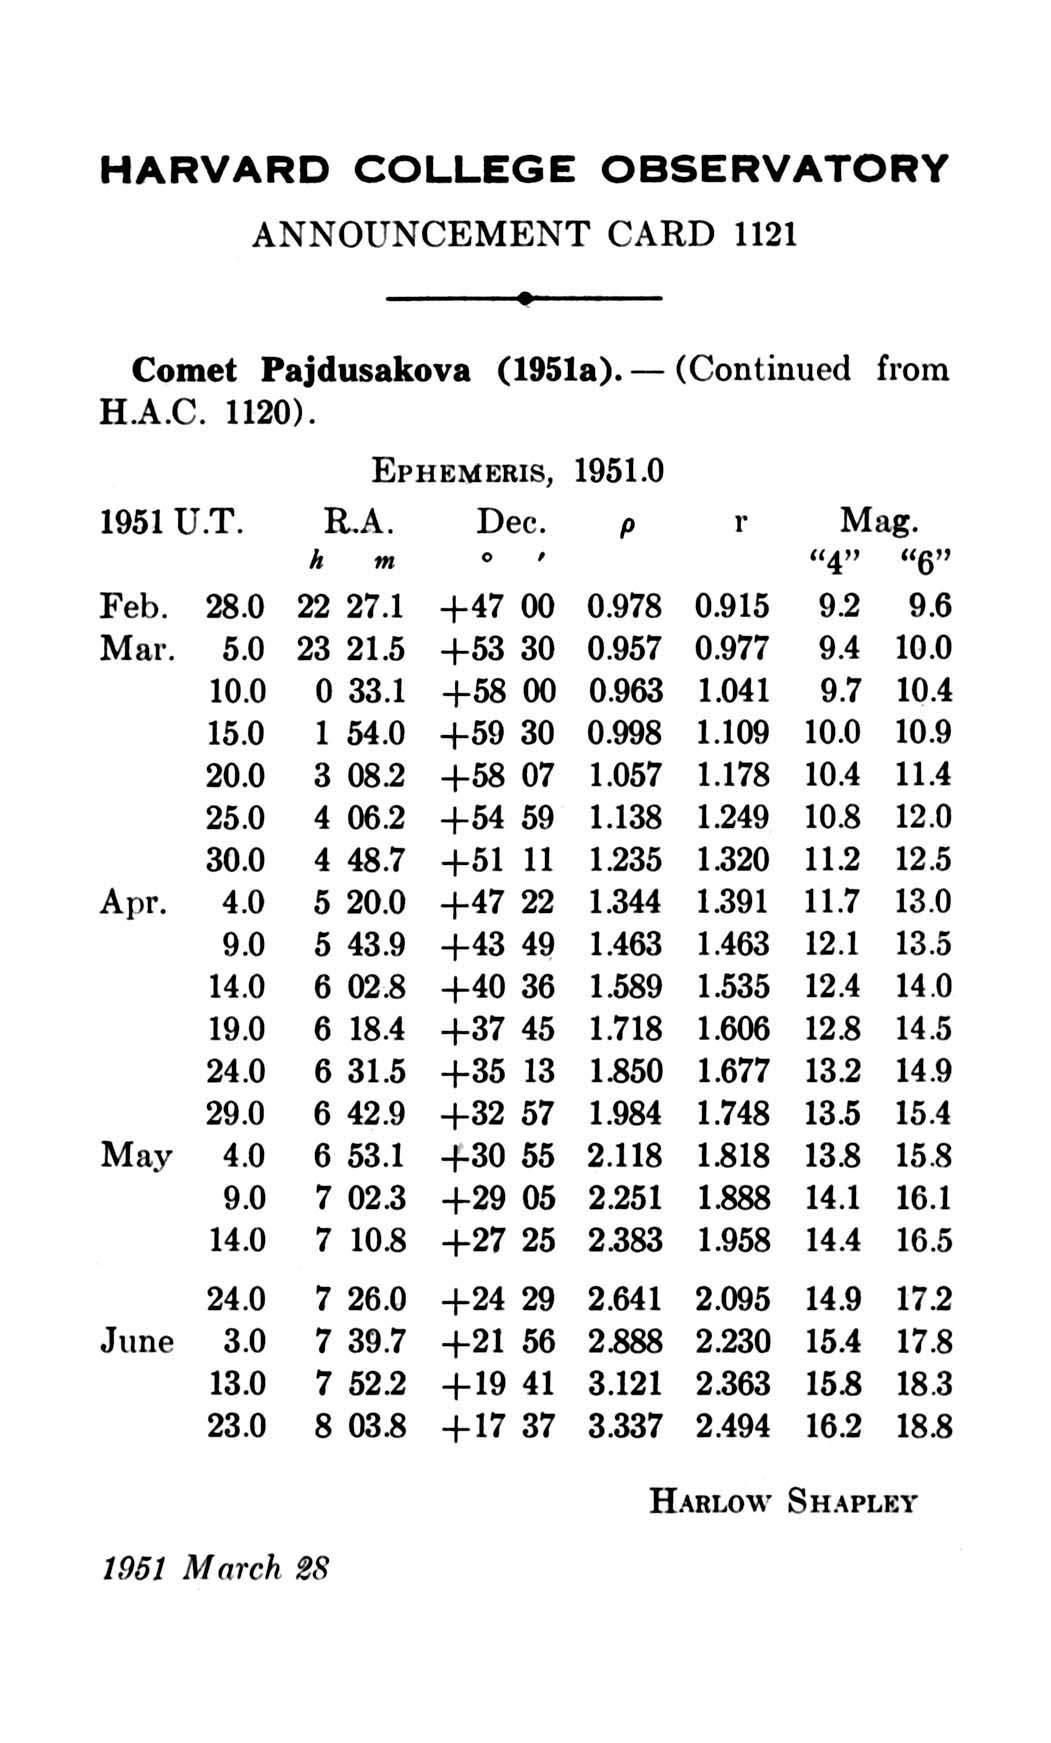 HARVARD COLLEGE OBSERVATORY
ANNOUNCEMENT CARD 1121
Comet Pajdusakova (1951a).— (Continued from
H.A.C. 1120).
EPHEMERIS, 1951.0
1951 U.T. R.A. Dec. ρ r Mag.
h m ° ′ “4” “6”
Feb. 28.0 22 27.1 +47 00 0.978 0.915 9.2 9.6
Mar. 5.0 23 21.5 +53 30 0.957 0.977 9.4 10.0
10.0 0 33.1 +58 00 0.963 1.041 9.7 10.4
15.0 1 54.0 +59 30 0.998 1.109 10.0 10.9
20.0 3 08.2 +58 07 1.057 1.178 10.4 11.4
25.0 4 06.2 +54 59 1.138 1.249 10.8 12.0
30.0 4 48.7 +51 11 1.235 1.320 11.2 12.5
Apr. 4.0 5 20.0 +47 22 1.344 1.391 11.7 13.0
9.0 5 43.9 +43 49 1.463 1.463 12.1 13.5
14.0 6 02.8 +40 36 1.589 1.535 12.4 14.0
19.0 6 18.4 +37 45 1.718 1.606 12.8 14.5
24.0 6 31.5 +35 13 1.850 1.677 13.2 14.9
29.0 6 42.9 +32 57 1.984 1.748 13.5 15.4
May 4.0 6 53.1 +30 55 2.118 1.818 13.8 15.8
9.0 7 02.3 +29 05 2.251 1.888 14.1 16.1
14.0 7 10.8 +27 25 2.383 1.958 14.4 16.5
24.0 7 26.0 +24 29 2.641 2.095 14.9 17.2
June 3.0 7 39.7 +21 56 2.888 2.230 15.4 17.8
13.0 7 52.2 +19 41 3.121 2.363 15.8 18.3
23.0 8 03.8 +17 37 3.337 2.494 16.2 18.8
HARLOW SHAPLEY
1951 March 28